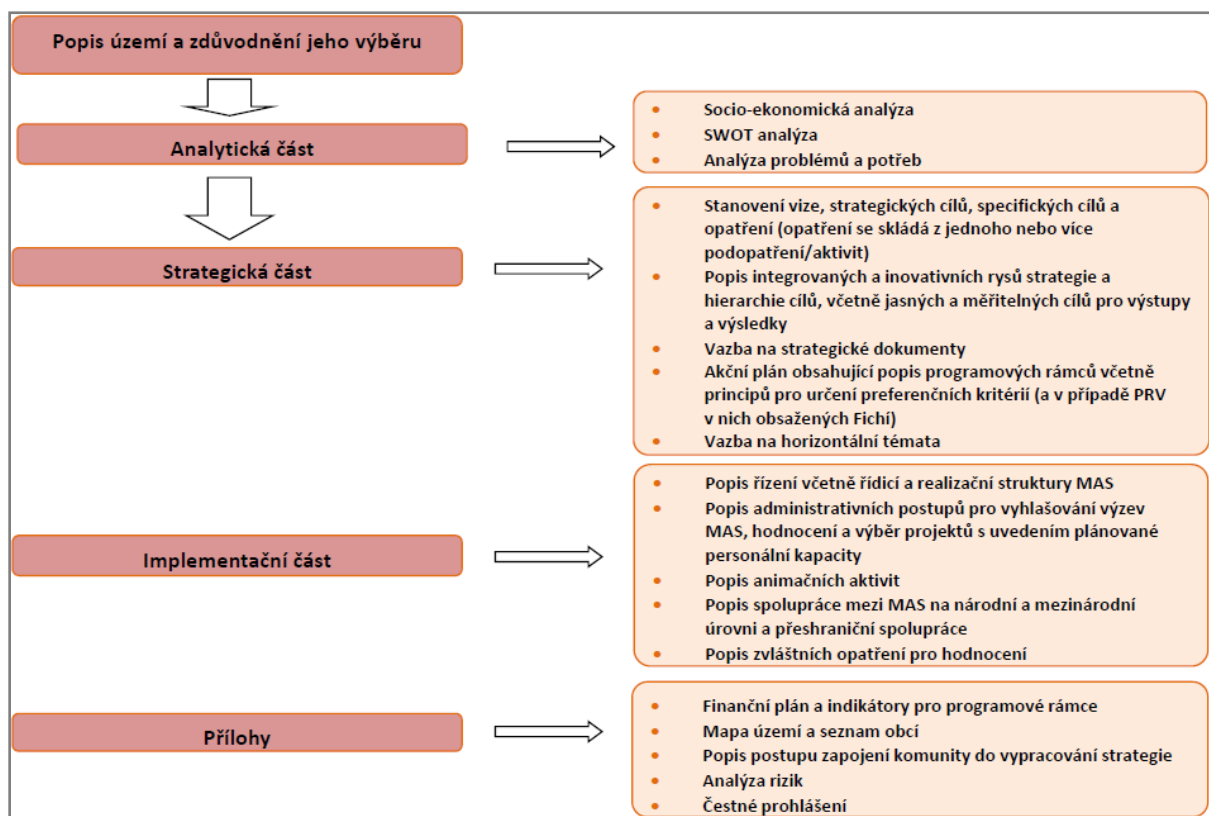 Popis území a zdůvodnění jeho výběru
Analytická část
• Socio-ekonomická analýza
• SWOT analýza
• Analýza problémů a potřeb
Strategická část
• Stanovení vize, strategických cílů, specifických cílů a
opatření (opatření se skládá z jednoho nebo více
podopatření/aktivit)
• Popis integrovaných a inovativních rysů strategie a
hierarchie cílů, včetně jasných a měřitelných cílů pro výstupy
a výsledky
• Vazba na strategické dokumenty
• Akční plán obsahující popis programových rámců včetně
principů pro určení preferenčních kritérií (a v případě PRV
v nich obsažených Fichí)
• Vazba na horizontální témata
Implementační část
• Popis řízení včetně řídicí a realizační struktury MAS
• Popis administrativních postupů pro vyhlašování výzev
MAS, hodnocení a výběr projektů s uvedením plánované
personální kapacity
• Popis animačních aktivit
• Popis spolupráce mezi MAS na národní a mezinárodní
úrovni a přeshraniční spolupráce
• Popis zvláštních opatření pro hodnocení
Přílohy
• Finanční plán a indikátory pro programové rámce
• Mapa území a seznam obcí
• Popis postupu zapojení komunity do vypracování strategie
• Analýza rizik
• Čestné prohlášení